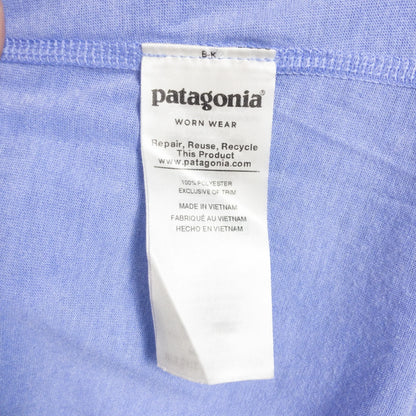 B-K
patagonia®
WORN WEAR
Repair, Reuse, Recycle
This Product
www.patagonia.com
100% POLYESTER
EXCLUSIVE OF TRIM
MADE IN VIETNAM
FABRIQUÉ AU VIETNAM
HECHO EN VIETNAM